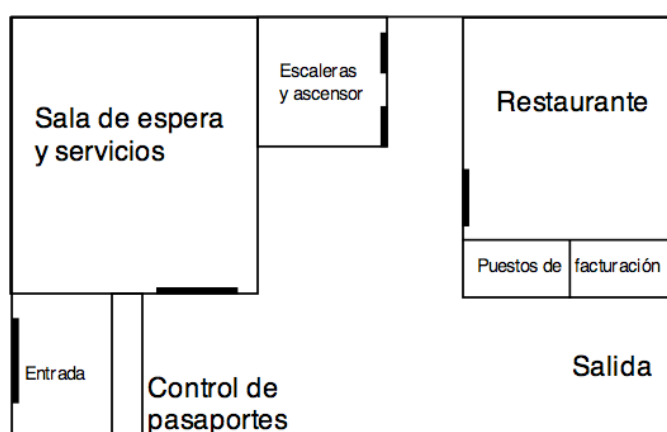 Escaleras
y ascensor
Restaurante
Sala de espera
y servicios
Puestos de facturación
Entrada
Salida
Control de
pasaportes